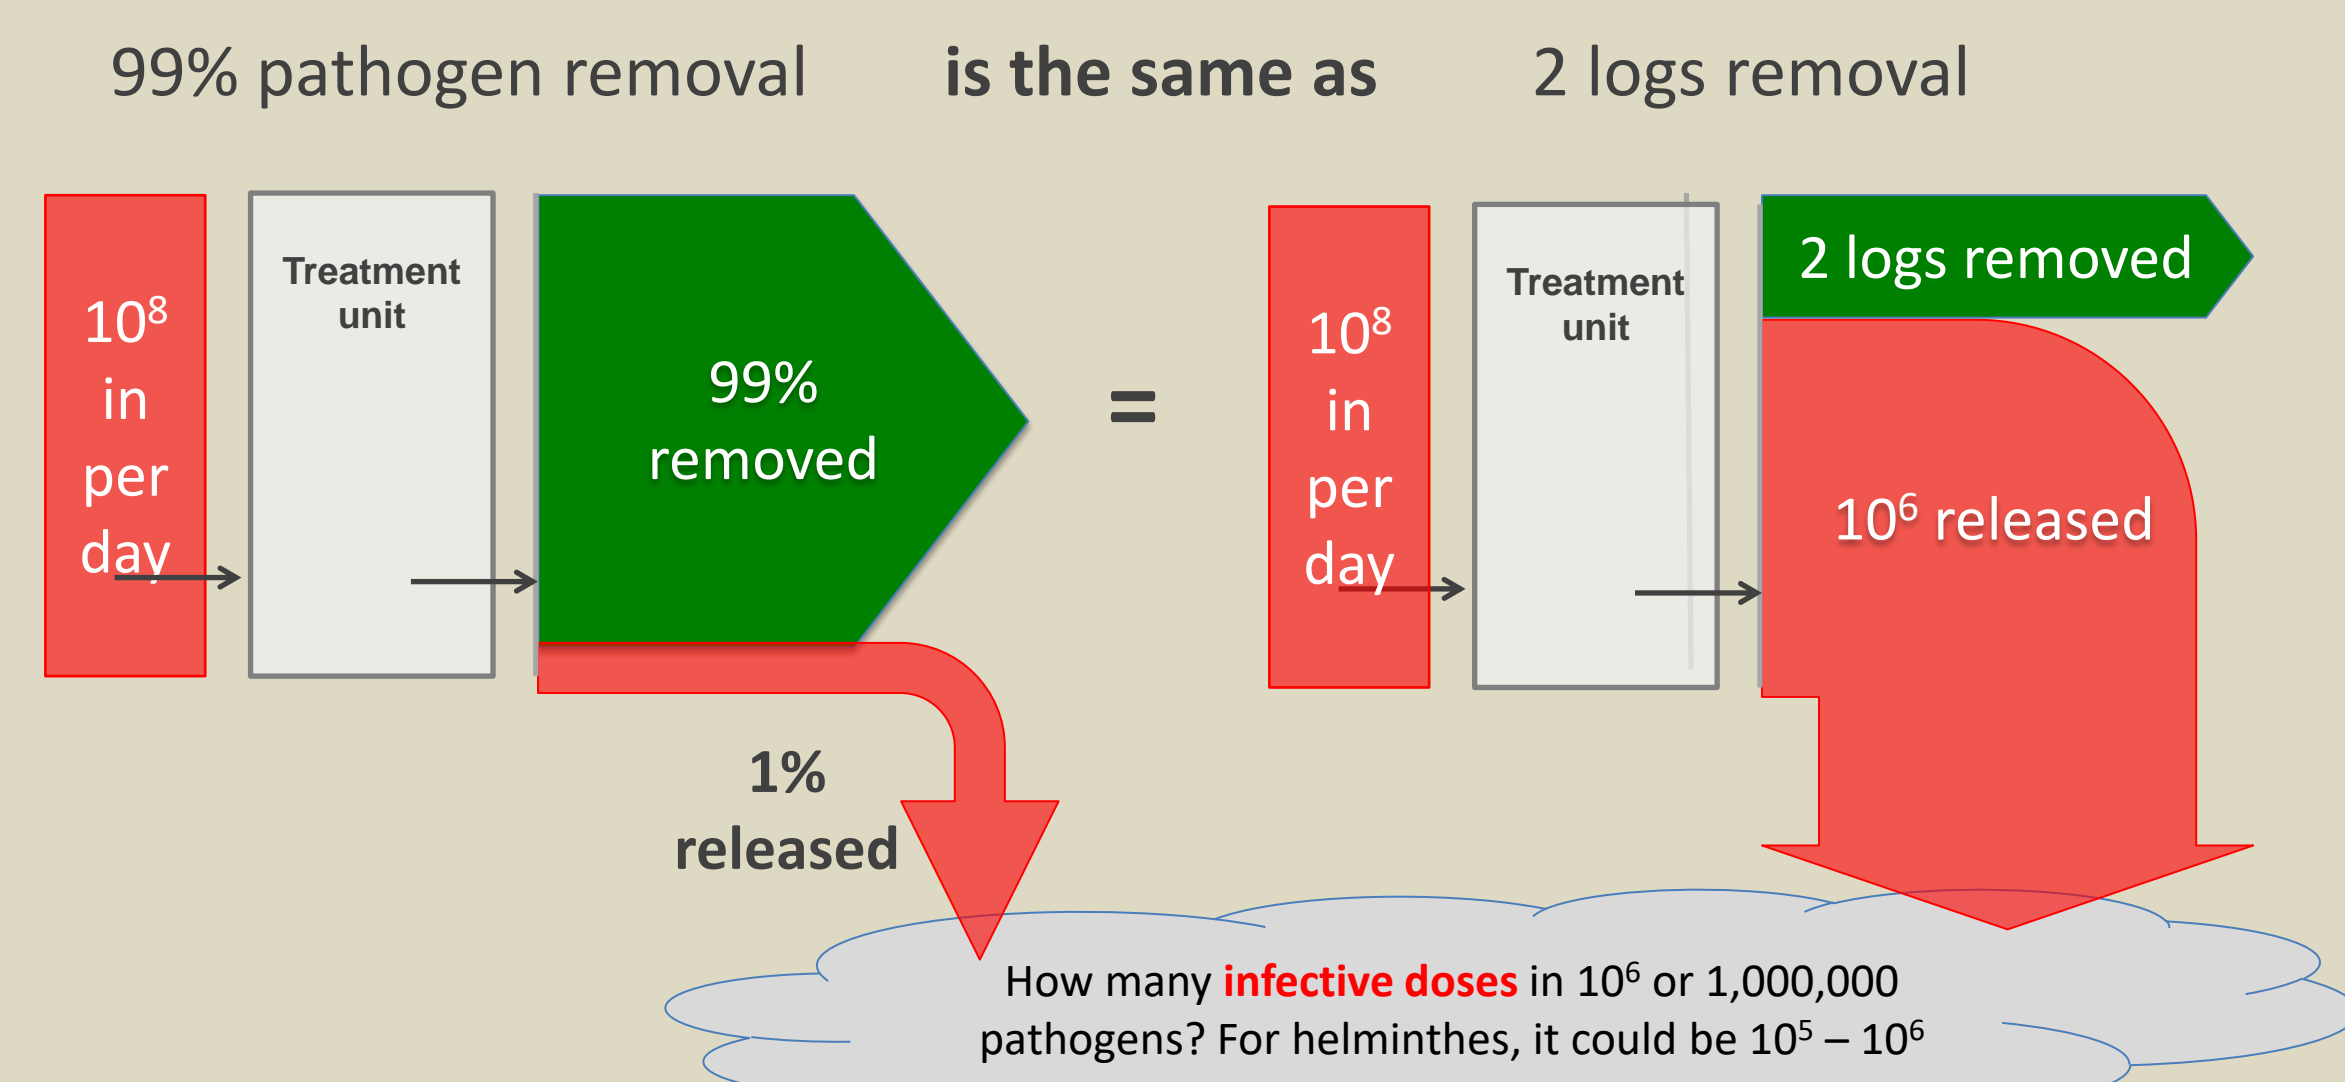 99% pathogen removal is the same as 2 logs removal
10⁸
in
per
day
Treatment
unit
99%
removed
1%
released
=
10⁸
in
per
day
Treatment
unit
2 logs removed
10⁶ released
How many infective doses in 10⁶ or 1,000,000
pathogens? For helminthes, it could be 10⁵ – 10⁶